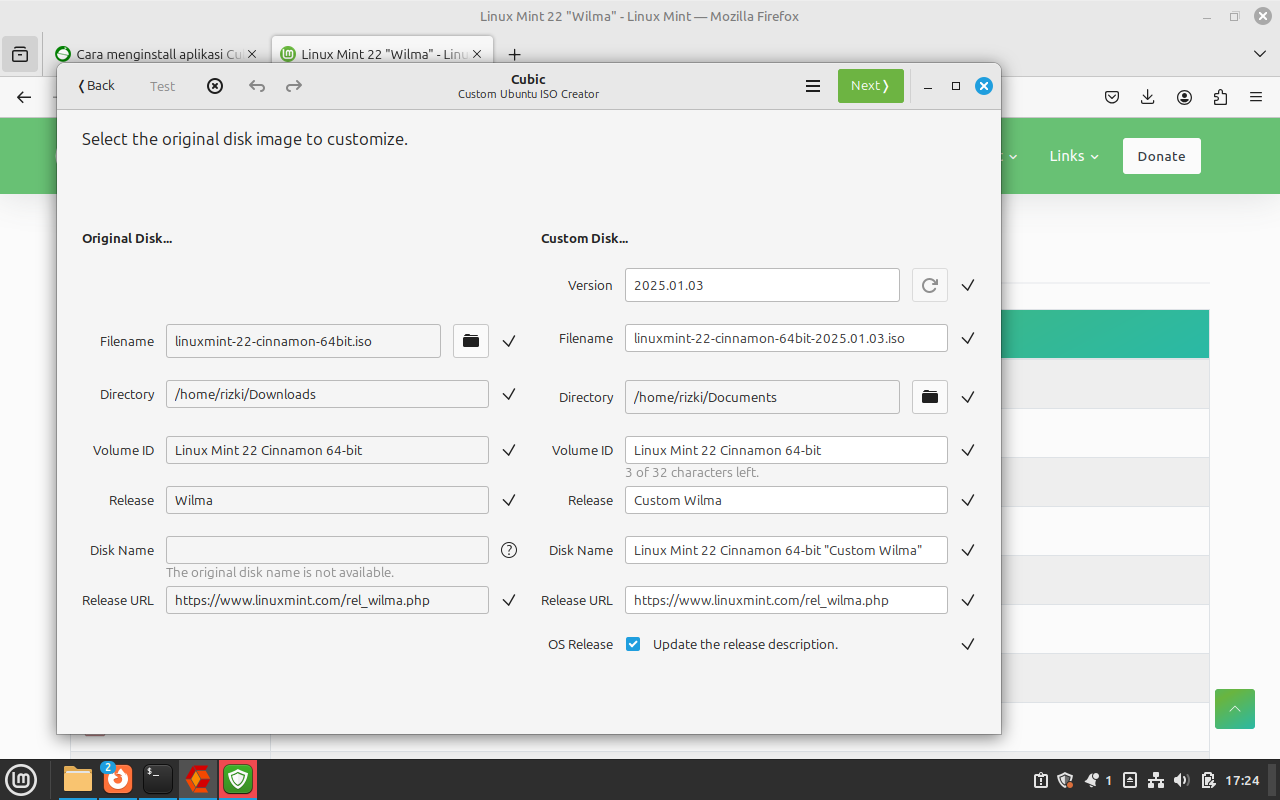 Linux Mint 22 "Wilma" - Linux Mint — Mozilla Firefox
Cara menginstall aplikasi Cu
Linux Mint 22 "Wilma" - Linu
Back
Test
Cubic
Custom Ubuntu ISO Creator
Next
Links
Donate
Select the original disk image to customize.
Original Disk...
Custom Disk...
Version
2025.01.03
Filename
linuxmint-22-cinnamon-64bit.iso
Filename
linuxmint-22-cinnamon-64bit-2025.01.03.iso
Directory
/home/rizki/Downloads
Directory
/home/rizki/Documents
Volume ID
Linux Mint 22 Cinnamon 64-bit
Volume ID
Linux Mint 22 Cinnamon 64-bit
3 of 32 characters left.
Release
Wilma
Release
Custom Wilma
Disk Name
The original disk name is not available.
Disk Name
Linux Mint 22 Cinnamon 64-bit "Custom Wilma"
Release URL
https://www.linuxmint.com/rel_wilma.php
Release URL
https://www.linuxmint.com/rel_wilma.php
OS Release
Update the release description.
2
$_
1
17:24